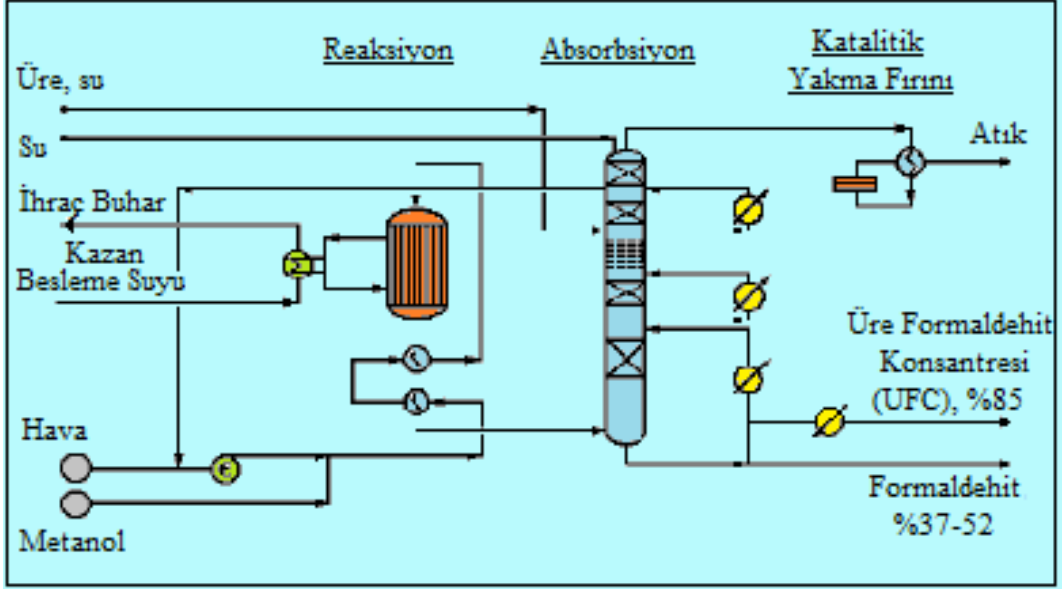 Reaksiyon
Absorbsiyon
Katalitik
Yakma Fırını
Üre, su
Su
Atık
İhraç Buhar
Kazan
Besleme Suyu
Üre Formaldehit
Konsantresi
(UFC), %85
Hava
Metanol
Formaldehit
%37-52